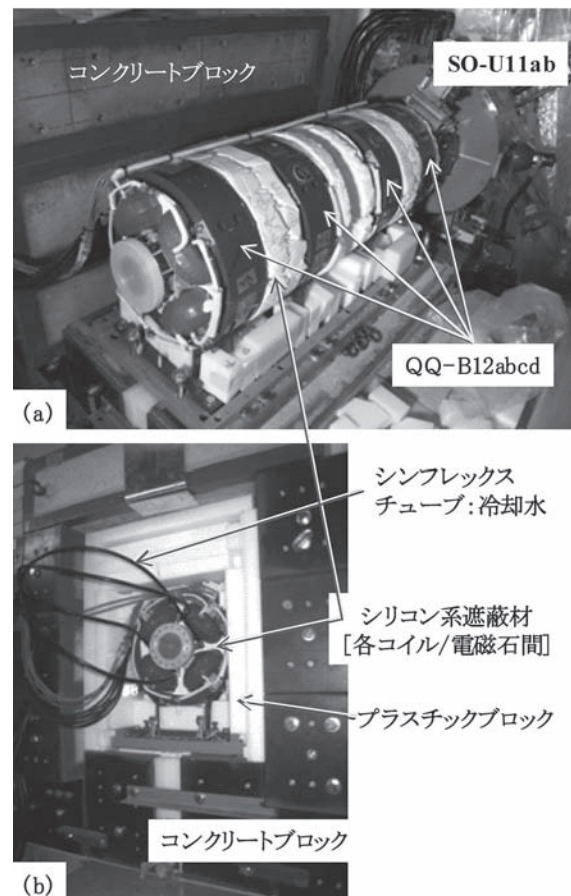 コンクリートブロック
SO-U11ab
QQ-B12abcd
(a)
シンフレックス
チューブ:冷却水
シリコン系遮蔽材
[各コイル/電磁石間]
プラスチックブロック
コンクリートブロック
(b)